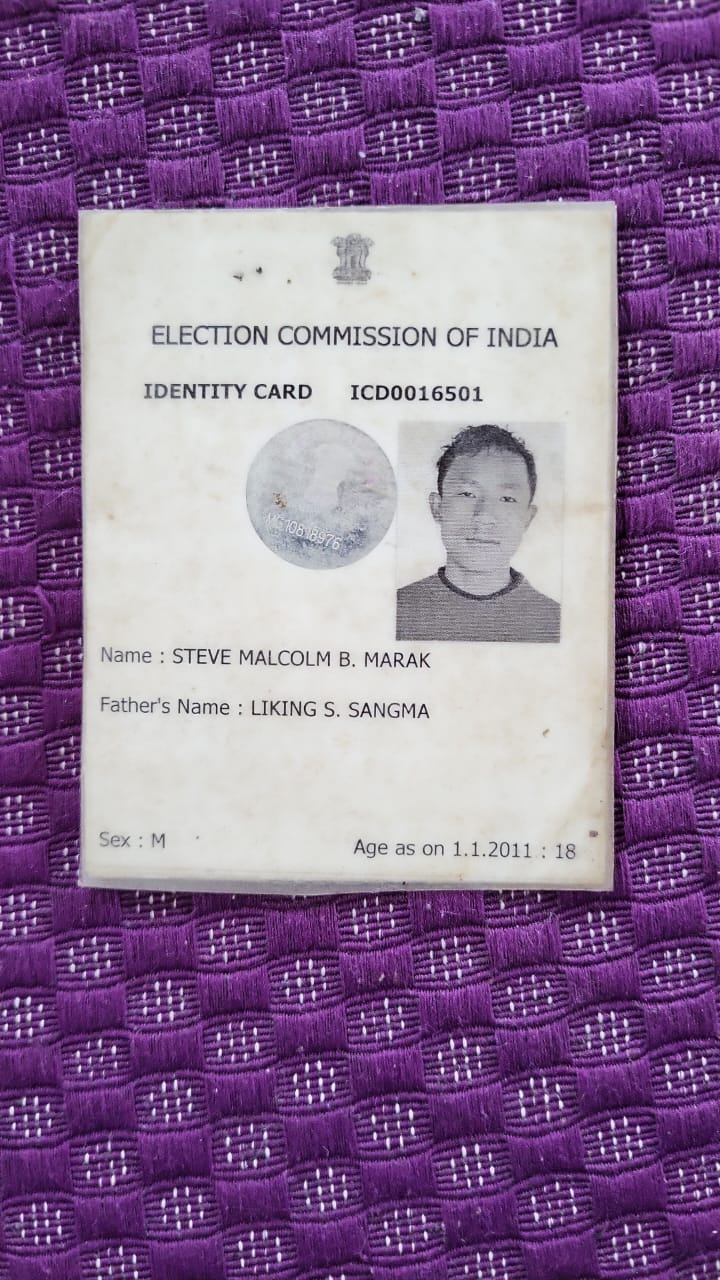 ELECTION COMMISSION OF INDIA
IDENTITY CARD ICD0016501
Name : STEVE MALCOLM B. MARAK
Father's Name : LIKING S. SANGMA
Sex : M
Age as on 1.1.2011 : 18